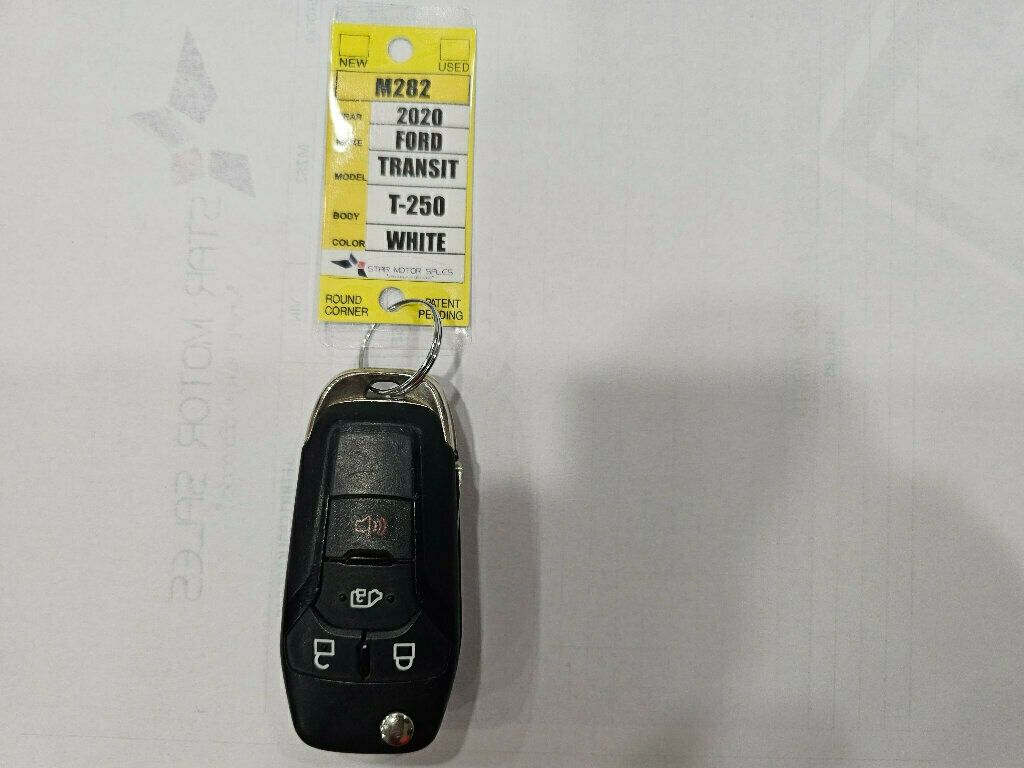 NEW USED
M282
YEAR 2020
MAKE FORD
MODEL TRANSIT
BODY T-250
COLOR WHITE
STAR MOTOR SALES
ROUND CORNER
PATENT PENDING
STAR MOTOR SALES
M282